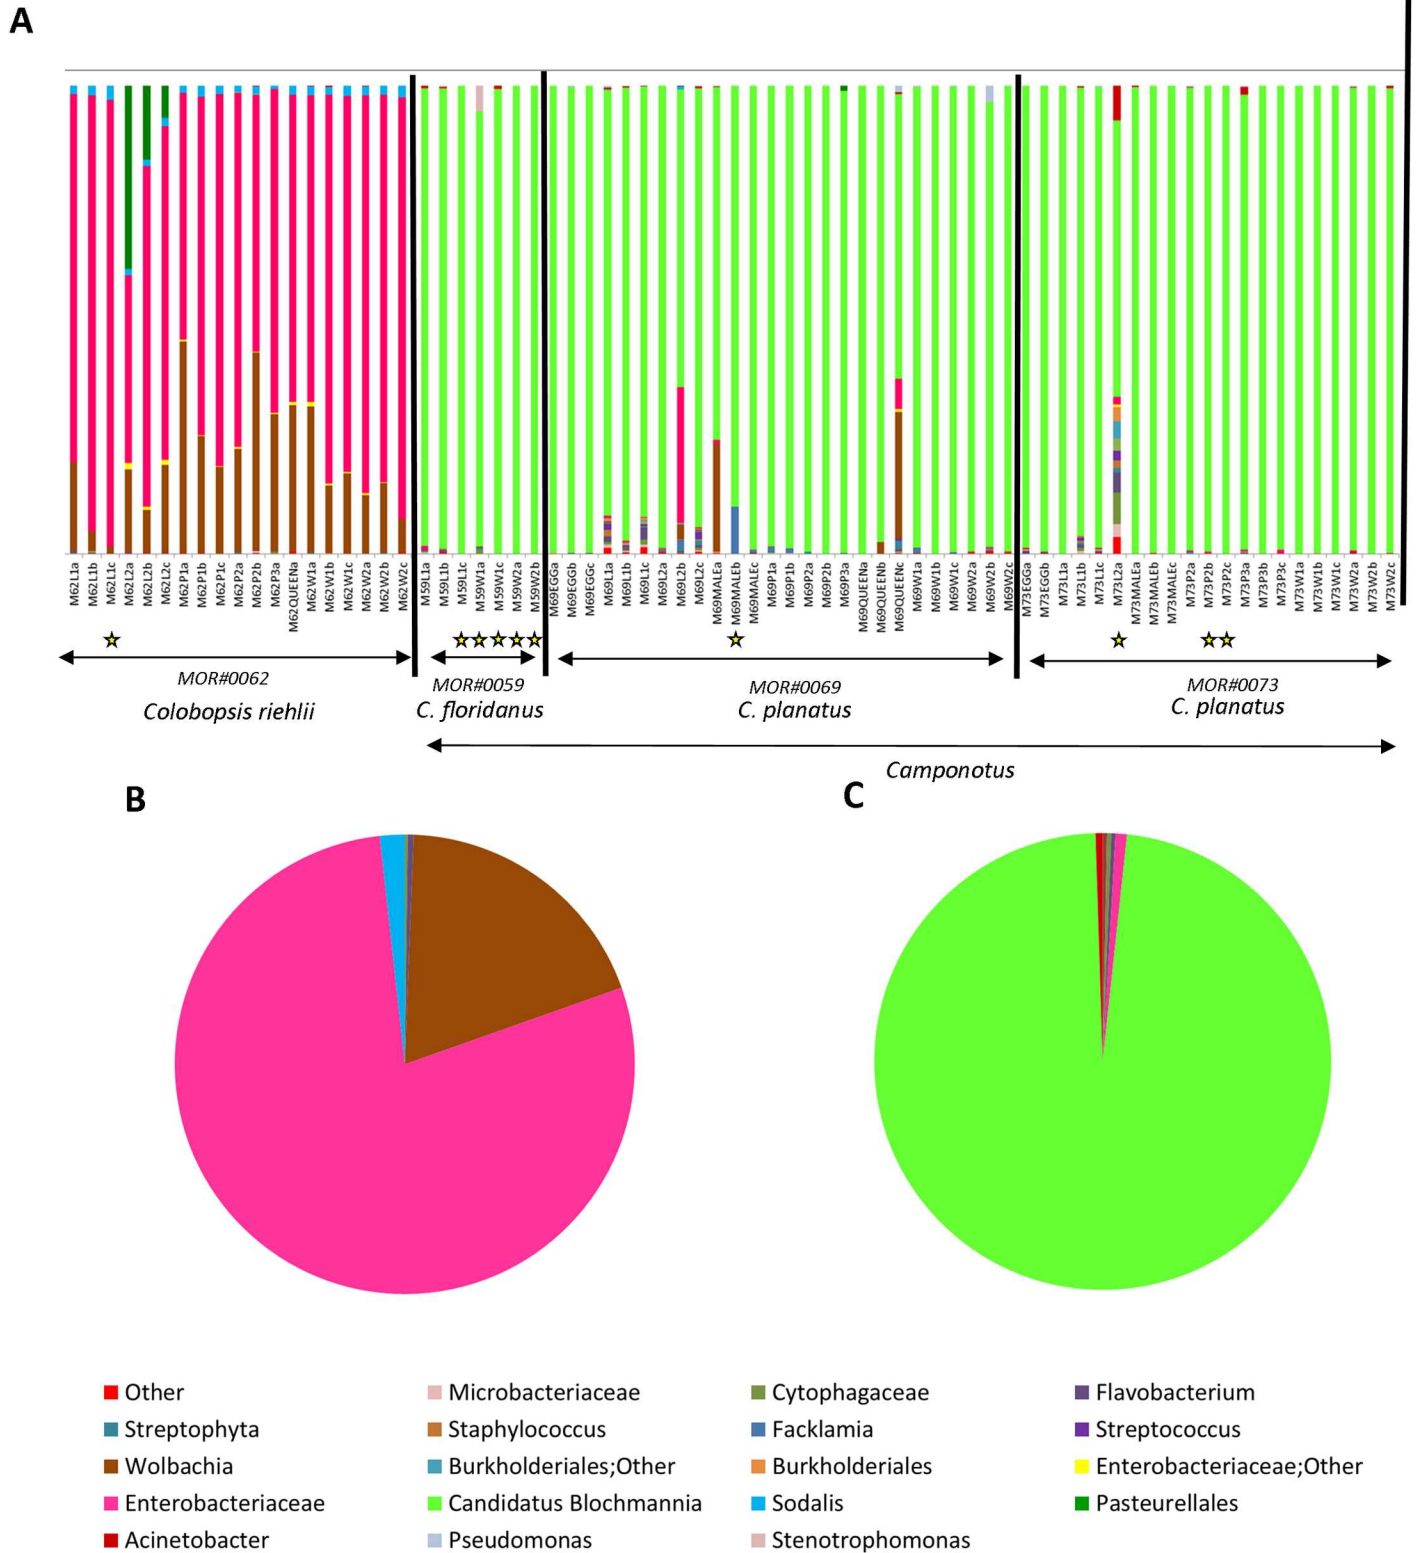 A
M62L1a
M62L1b
M62L1c
M62L2a
M62L2b
M62L2c
M62P1a
M62P1b
M62P1c
M62P2a
M62P2b
M62P3a
M62QUEENa
M62W1a
M62W1b
M62W1c
M62W2a
M62W2b
M62W2c
M59L1a
M59L1b
M59L1c
M59W1a
M59W1c
M59W2a
M59W2b
M69EGGa
M69EGGb
M69EGGc
M69L1a
M69L1b
M69L1c
M69L2a
M69L2b
M69L2c
M69MALEa
M69MALEb
M69MALEc
M69P1a
M69P1b
M69P2a
M69P2b
M69P3a
M69QUEENa
M69QUEENb
M69QUEENc
M69W1a
M69W1b
M69W1c
M69W2a
M69W2b
M69W2c
M73EGGa
M73EGGb
M73L1a
M73L1b
M73L1c
M73L2a
M73MALEa
M73MALEb
M73MALEc
M73P2a
M73P2b
M73P2c
M73P3a
M73P3b
M73P3c
M73W1a
M73W1b
M73W1c
M73W2a
M73W2b
M73W2c
MOR#0062
Colobopsis riehlii
MOR#0059
C. floridanus
MOR#0069
C. planatus
MOR#0073
C. planatus
Camponotus
B
C
Other Microbacteriaceae Cytophagaceae Flavobacterium
Streptophyta Staphylococcus Facklamia Streptococcus
Wolbachia Burkholderiales;Other Burkholderiales Enterobacteriaceae;Other
Enterobacteriaceae Candidatus Blochmannia Sodalis Pasteurellales
Acinetobacter Pseudomonas Stenotrophomonas